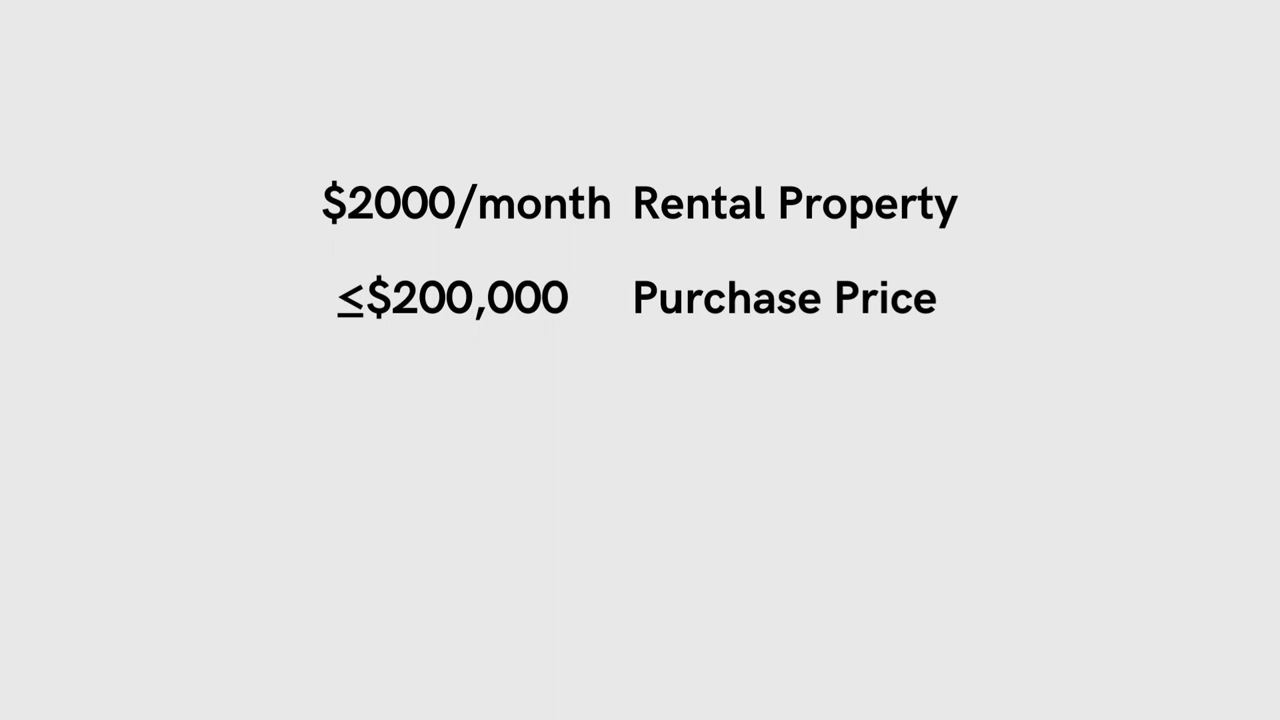 $2000/month Rental Property
≤$200,000 Purchase Price